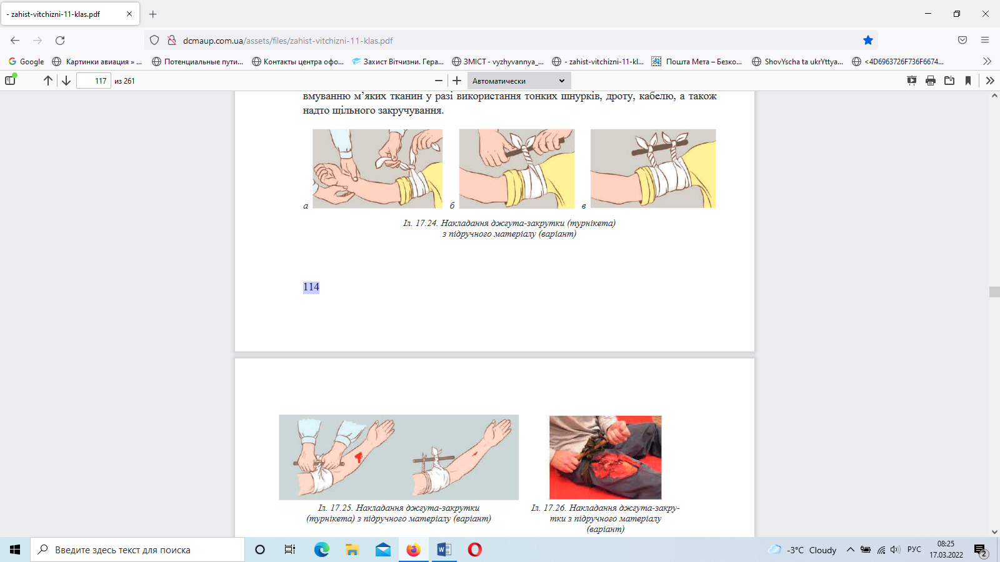 - zahist-vitchizni-11-klas.pdf
dcmaup.com.ua/assets/files/zahist-vitchizni-11-klas.pdf
Google
Картинки авиация » ...
Потенциальные пути...
Контакты центра офо...
Захист Вітчизни. Гера...
ЗМІСТ - vyzhyvannya_...
- zahist-vitchizni-11-kl...
Пошта Мета – Безко...
ShovYscha ta ukrYttya...
<4D6963726F736F6674...
117
из 261
Автоматически
вмуванню м’яких тканин у разі використання тонких шнурків, дроту, кабелю, а також
надто щільного закручування.
а
б
в
Іл. 17.24. Накладання джгута-закрутки (турнікета)
з підручного матеріалу (варіант)
114
Іл. 17.25. Накладання джгута-закрутки
(турнікета) з підручного матеріалу (варіант)
Іл. 17.26. Накладання джгута-закру-
тки з підручного матеріалу
(варіант)
Введите здесь текст для поиска
-3°C Cloudy
РУС
08:25
17.03.2022
2